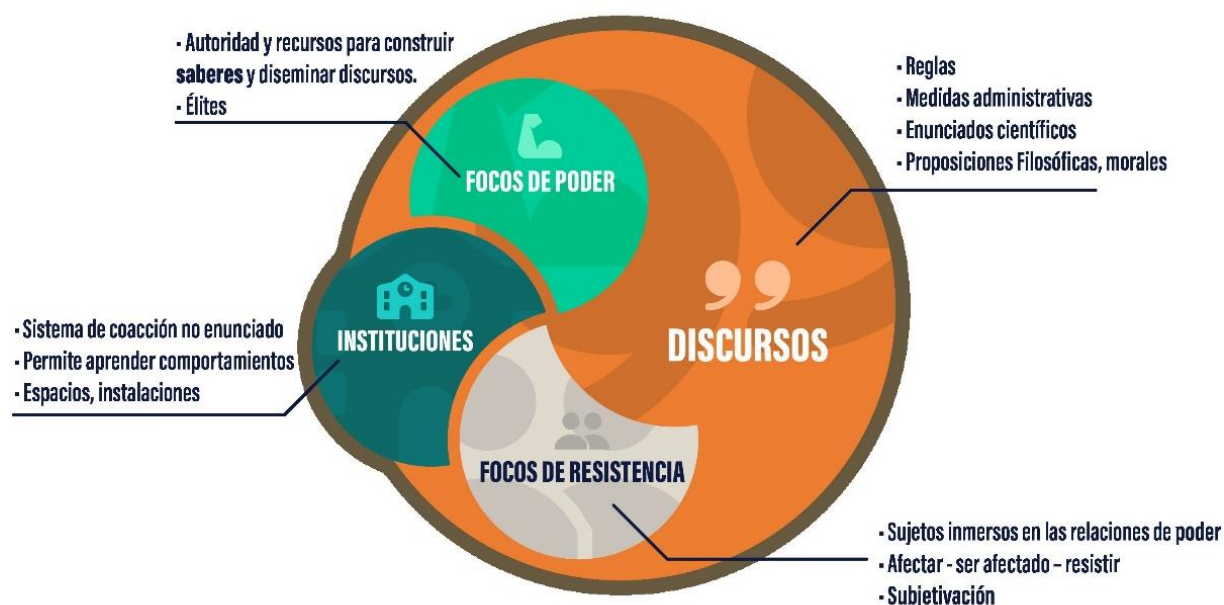 - Autoridad y recursos para construir
saberes y diseminar discursos.
- Élites
FOCOS DE PODER
- Reglas
- Medidas administrativas
- Enunciados científicos
- Proposiciones Filosóficas, morales
- Sistema de coacción no enunciado
- Permite aprender comportamientos
- Espacios, instalaciones
INSTITUCIONES
”
DISCURSOS
FOCOS DE RESISTENCIA
- Sujetos inmersos en las relaciones de poder
- Afectar - ser afectado – resistir
- Subjetivación